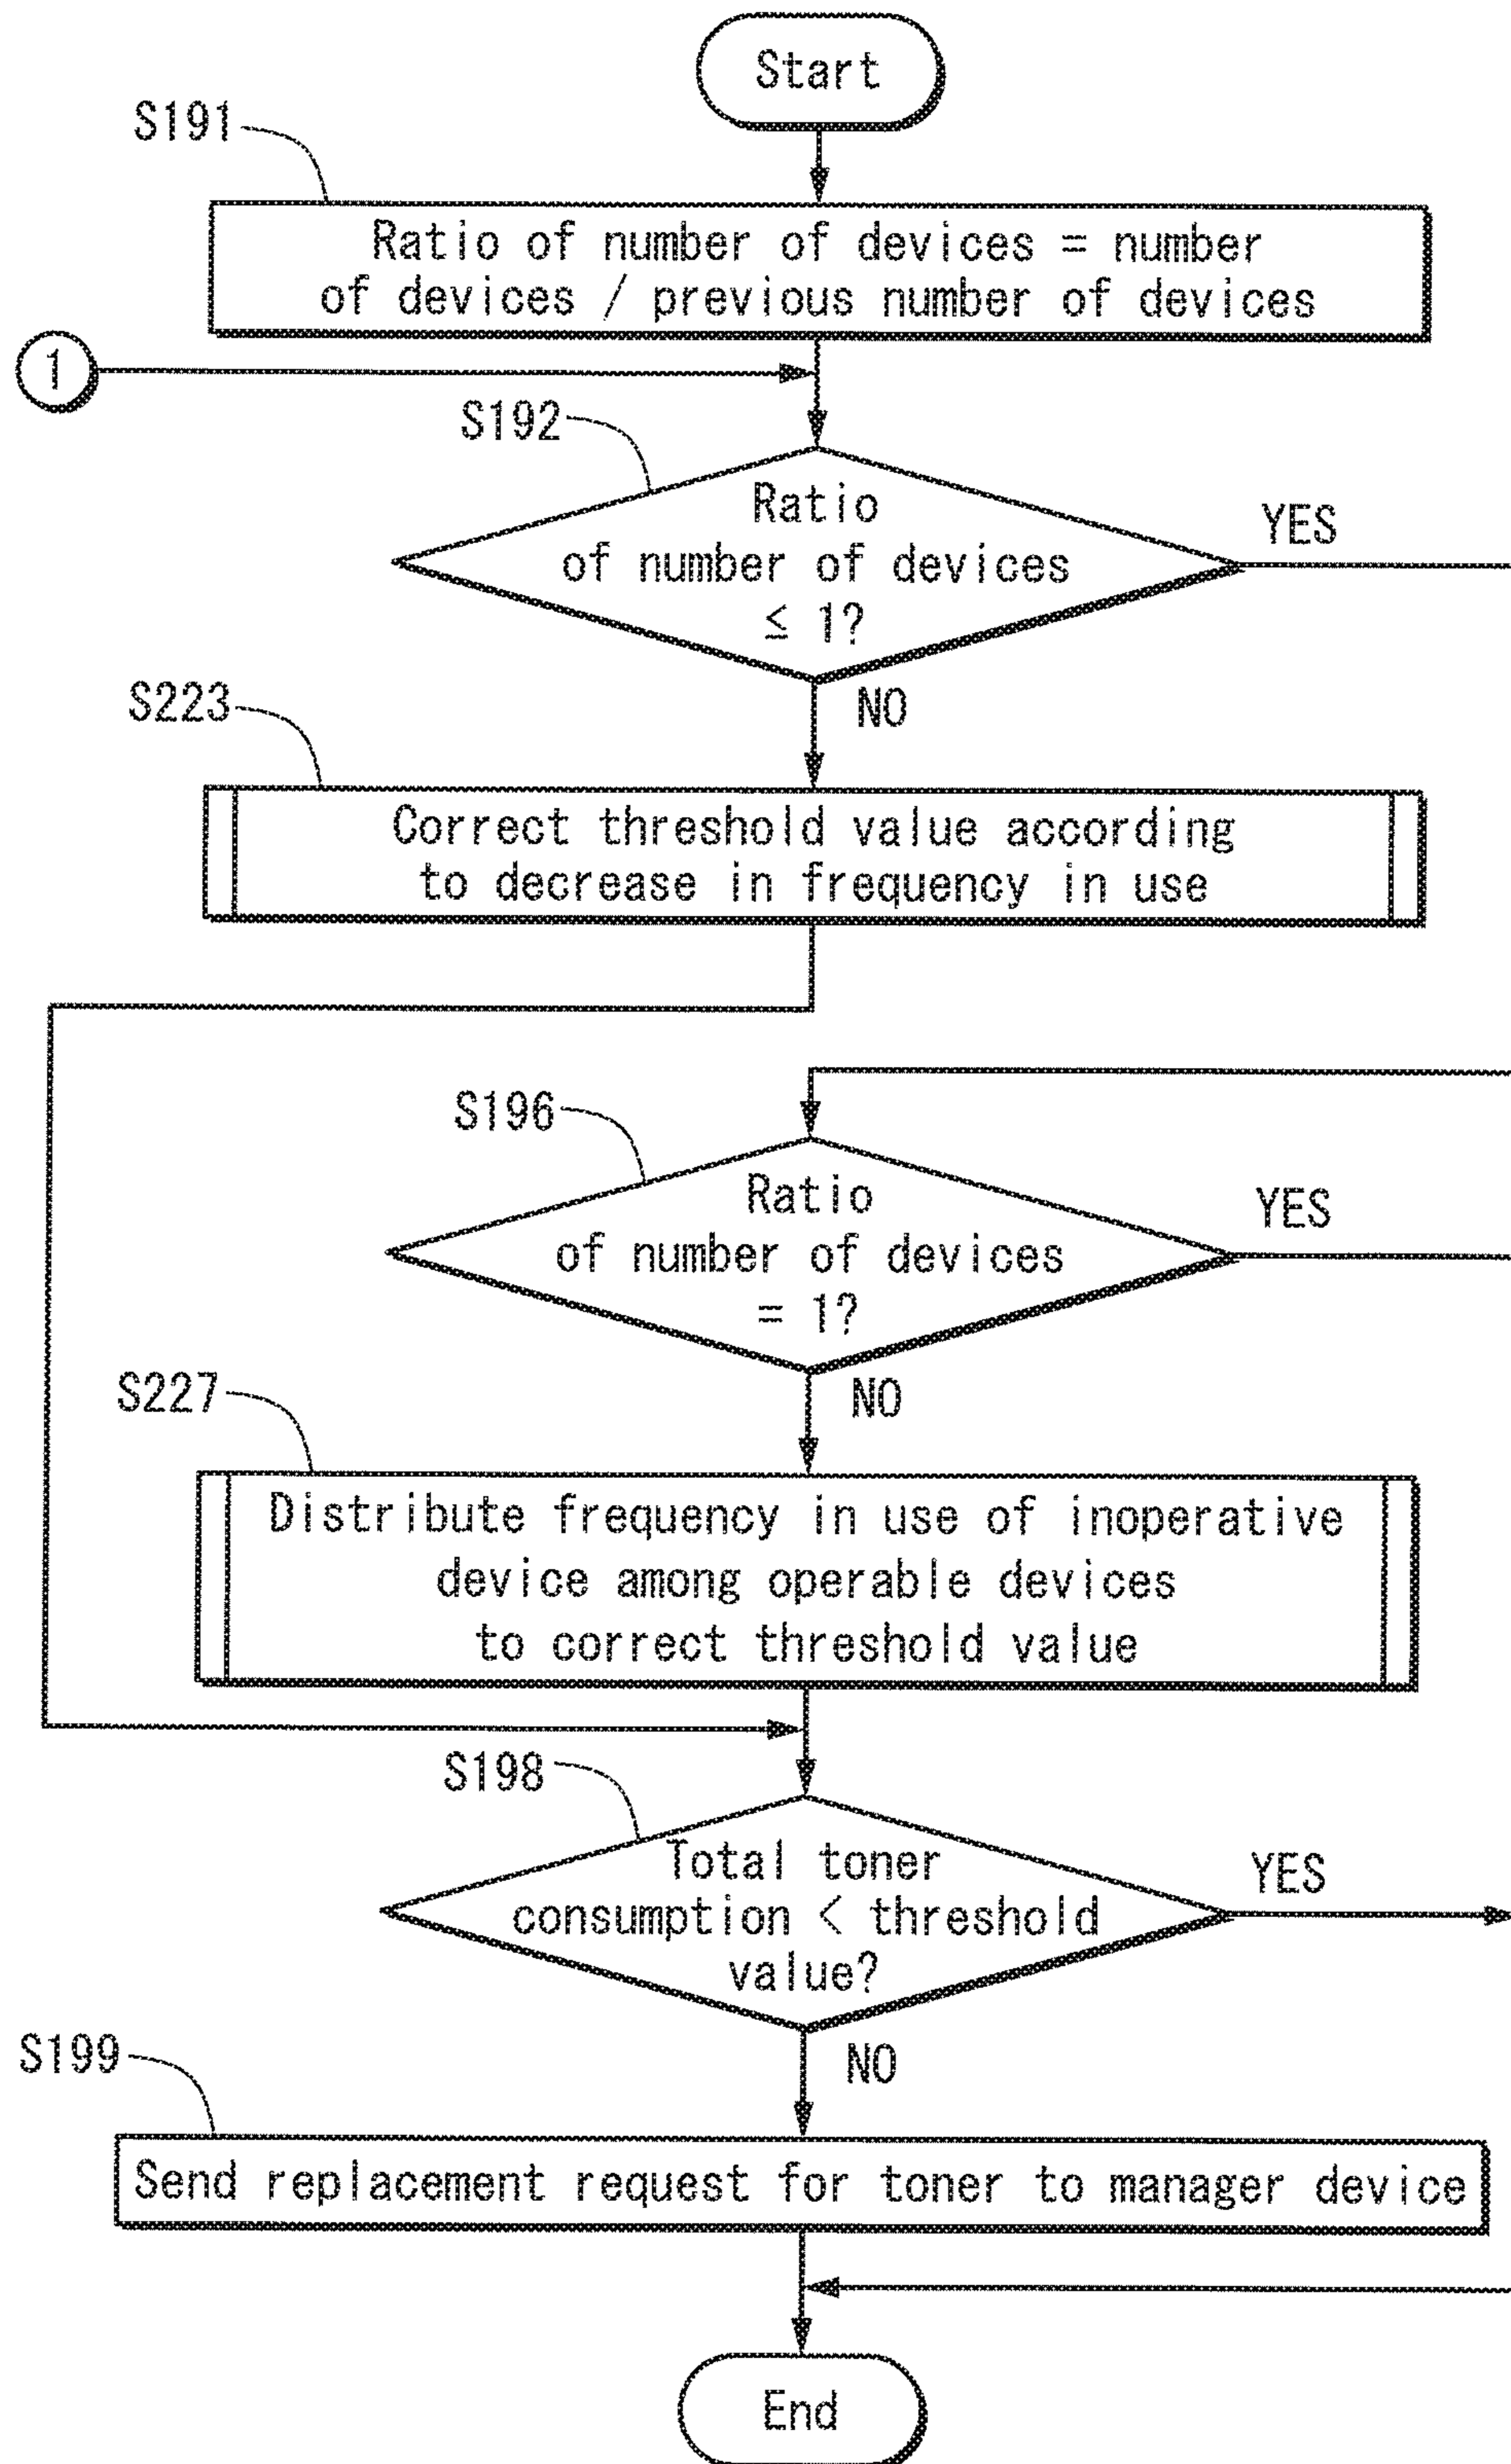 Start
S191
Ratio of number of devices = number
of devices / previous number of devices
1
S192
Ratio
of number of devices
≤ 1?
YES
NO
S223
Correct threshold value according
to decrease in frequency in use
S196
Ratio
of number of devices
= 1?
YES
NO
S227
Distribute frequency in use of inoperative
device among operable devices
to correct threshold value
S198
Total toner
consumption < threshold
value?
YES
NO
S199
Send replacement request for toner to manager device
End